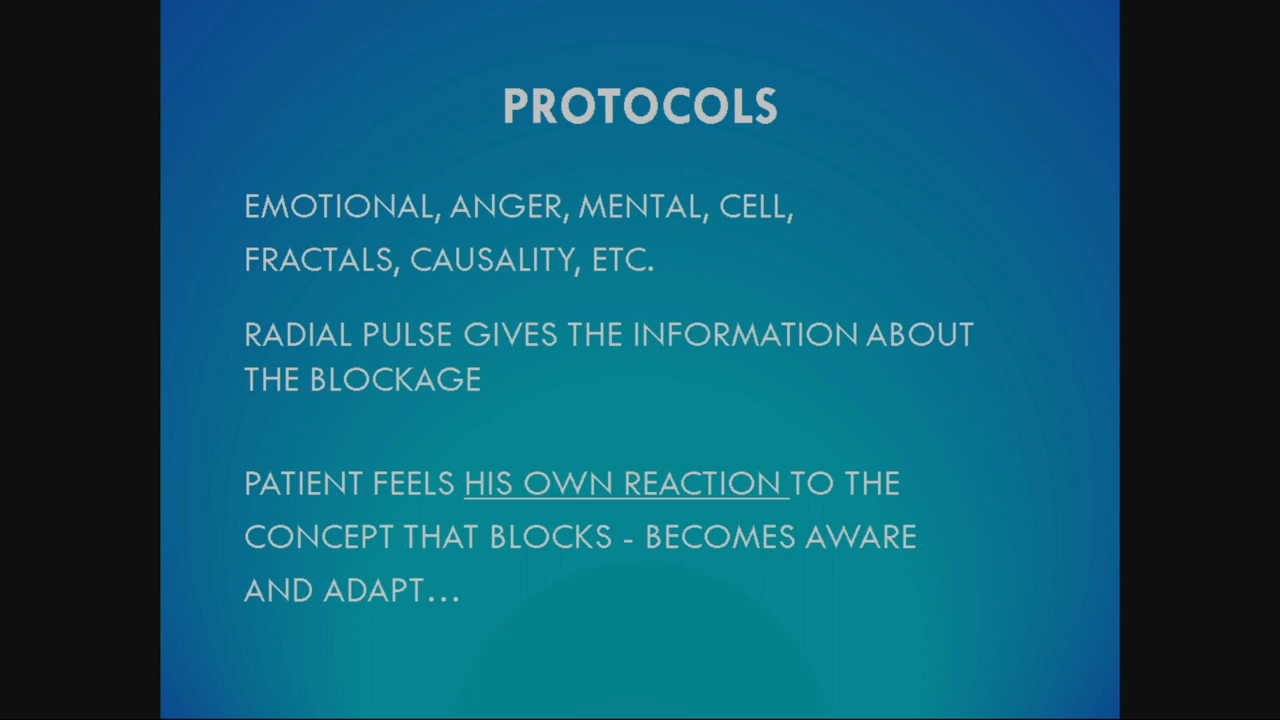 PROTOCOLS
EMOTIONAL, ANGER, MENTAL, CELL,
FRACTALS, CAUSALITY, ETC.
RADIAL PULSE GIVES THE INFORMATION ABOUT
THE BLOCKAGE
PATIENT FEELS HIS OWN REACTION TO THE
CONCEPT THAT BLOCKS - BECOMES AWARE
AND ADAPT...